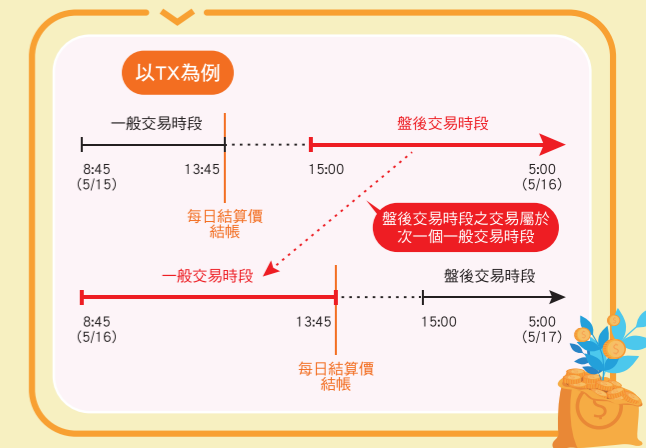 以TX為例
一般交易時段
盤後交易時段
8:45
(5/15)
13:45
15:00
5:00
(5/16)
每日結算價
結帳
盤後交易時段之交易屬於
次一個一般交易時段
一般交易時段
盤後交易時段
8:45
(5/16)
13:45
15:00
5:00
(5/17)
每日結算價
結帳